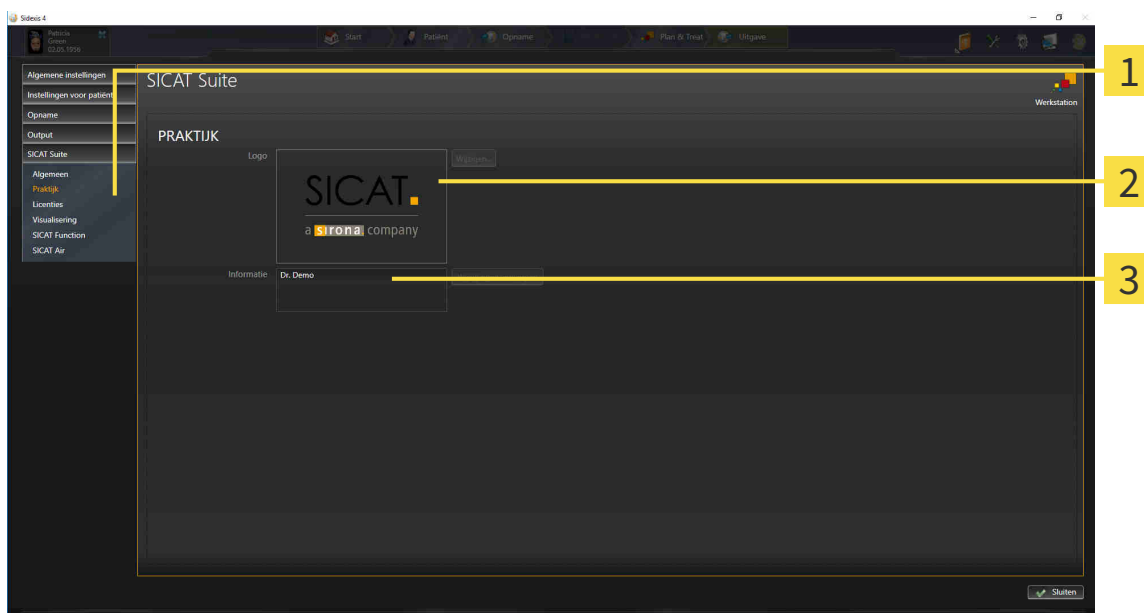 Sidexis 4
Patricia
Green
02.05.1956
Start
Patiënt
Opname
Plan & Treat
Uitgave
Algemene instellingen
Instellingen voor patiënt
Opname
Output
SICAT Suite
Algemeen
Praktijk
Licenties
Visualisering
SICAT Function
SICAT Air
SICAT Suite
Werkstation
PRAKTIJK
Logo
SICAT.
a sirona company
Wijzigen...
Informatie
Dr. Demo
Sluiten
1
2
3